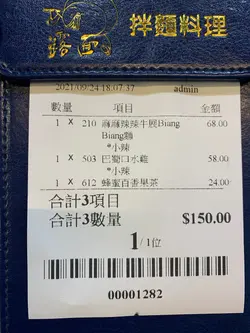 拌麵料理
2021/09/24 18:07:37 admin
數量 項目 金額
1 X 210 麻麻辣辣牛展Biang 68.00
Biang麵
*小辣
1 X 503 巴蜀口水雞 58.00
*小辣
1 X 612 蜂蜜百香果茶 24.00
合計3項目
合計3數量 $150.00
1/1位
00001282